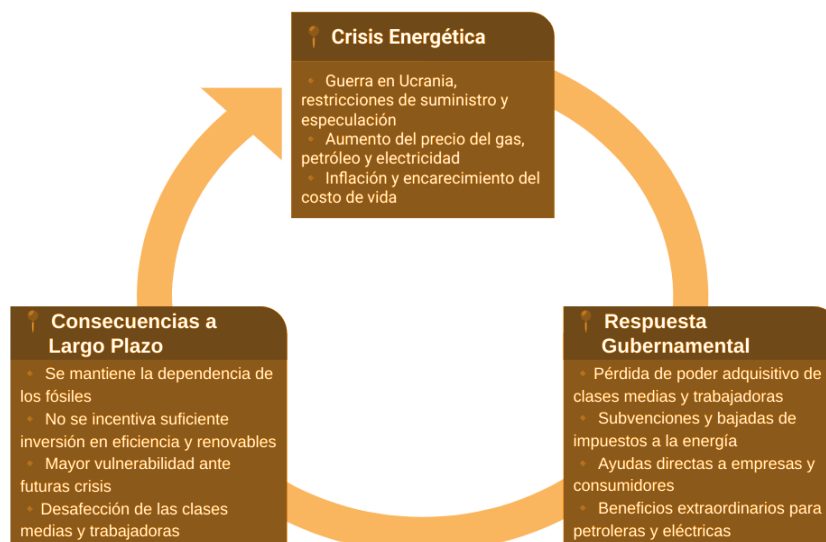 Crisis Energética
Guerra en Ucrania,
restricciones de suministro y
especulación
Aumento del precio del gas,
petróleo y electricidad
Inflación y encarecimiento del
costo de vida
Consecuencias a
Largo Plazo
Se mantiene la dependencia de
los fósiles
No se incentiva suficiente
inversión en eficiencia y renovables
Mayor vulnerabilidad ante
futuras crisis
Desafección de las clases
medias y trabajadoras
Respuesta
Gubernamental
Pérdida de poder adquisitivo de
clases medias y trabajadoras
Subvenciones y bajadas de
impuestos a la energía
Ayudas directas a empresas y
consumidores
Beneficios extraordinarios para
petroleras y eléctricas